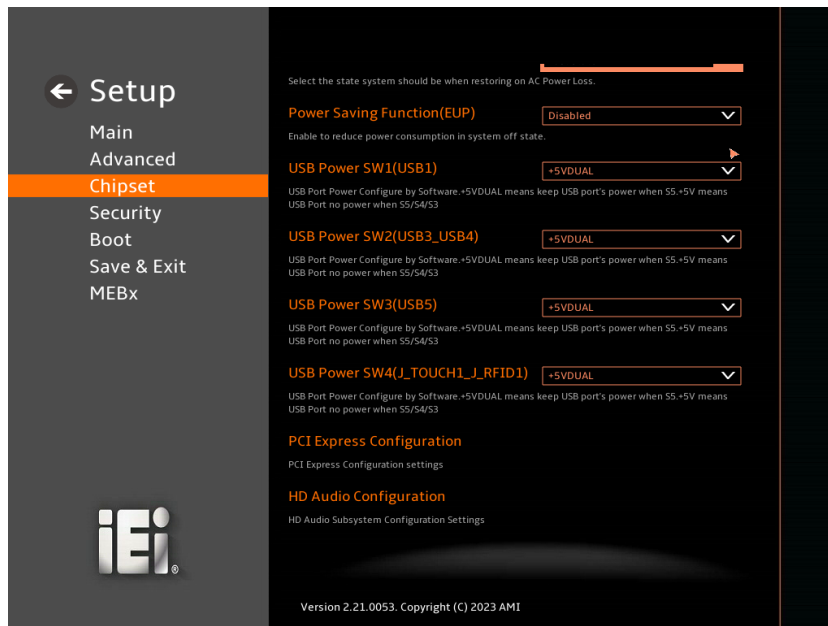 Setup
Main
Advanced
Chipset
Security
Boot
Save & Exit
MEBx
iEi®
Select the state system should be when restoring on AC Power Loss.
Power Saving Function(EUP) Disabled
Enable to reduce power consumption in system off state.
USB Power SW1(USB1) +5VDUAL
USB Port Power Configure by Software.+5VDUAL means keep USB port's power when S5.+5V means
USB Port no power when S5/S4/S3
USB Power SW2(USB3_USB4) +5VDUAL
USB Port Power Configure by Software.+5VDUAL means keep USB port's power when S5.+5V means
USB Port no power when S5/S4/S3
USB Power SW3(USB5) +5VDUAL
USB Port Power Configure by Software.+5VDUAL means keep USB port's power when S5.+5V means
USB Port no power when S5/S4/S3
USB Power SW4(J_TOUCH1_J_RFID1) +5VDUAL
USB Port Power Configure by Software.+5VDUAL means keep USB port's power when S5.+5V means
USB Port no power when S5/S4/S3
PCI Express Configuration
PCI Express Configuration settings
HD Audio Configuration
HD Audio Subsystem Configuration Settings
Version 2.21.0053. Copyright (C) 2023 AMI